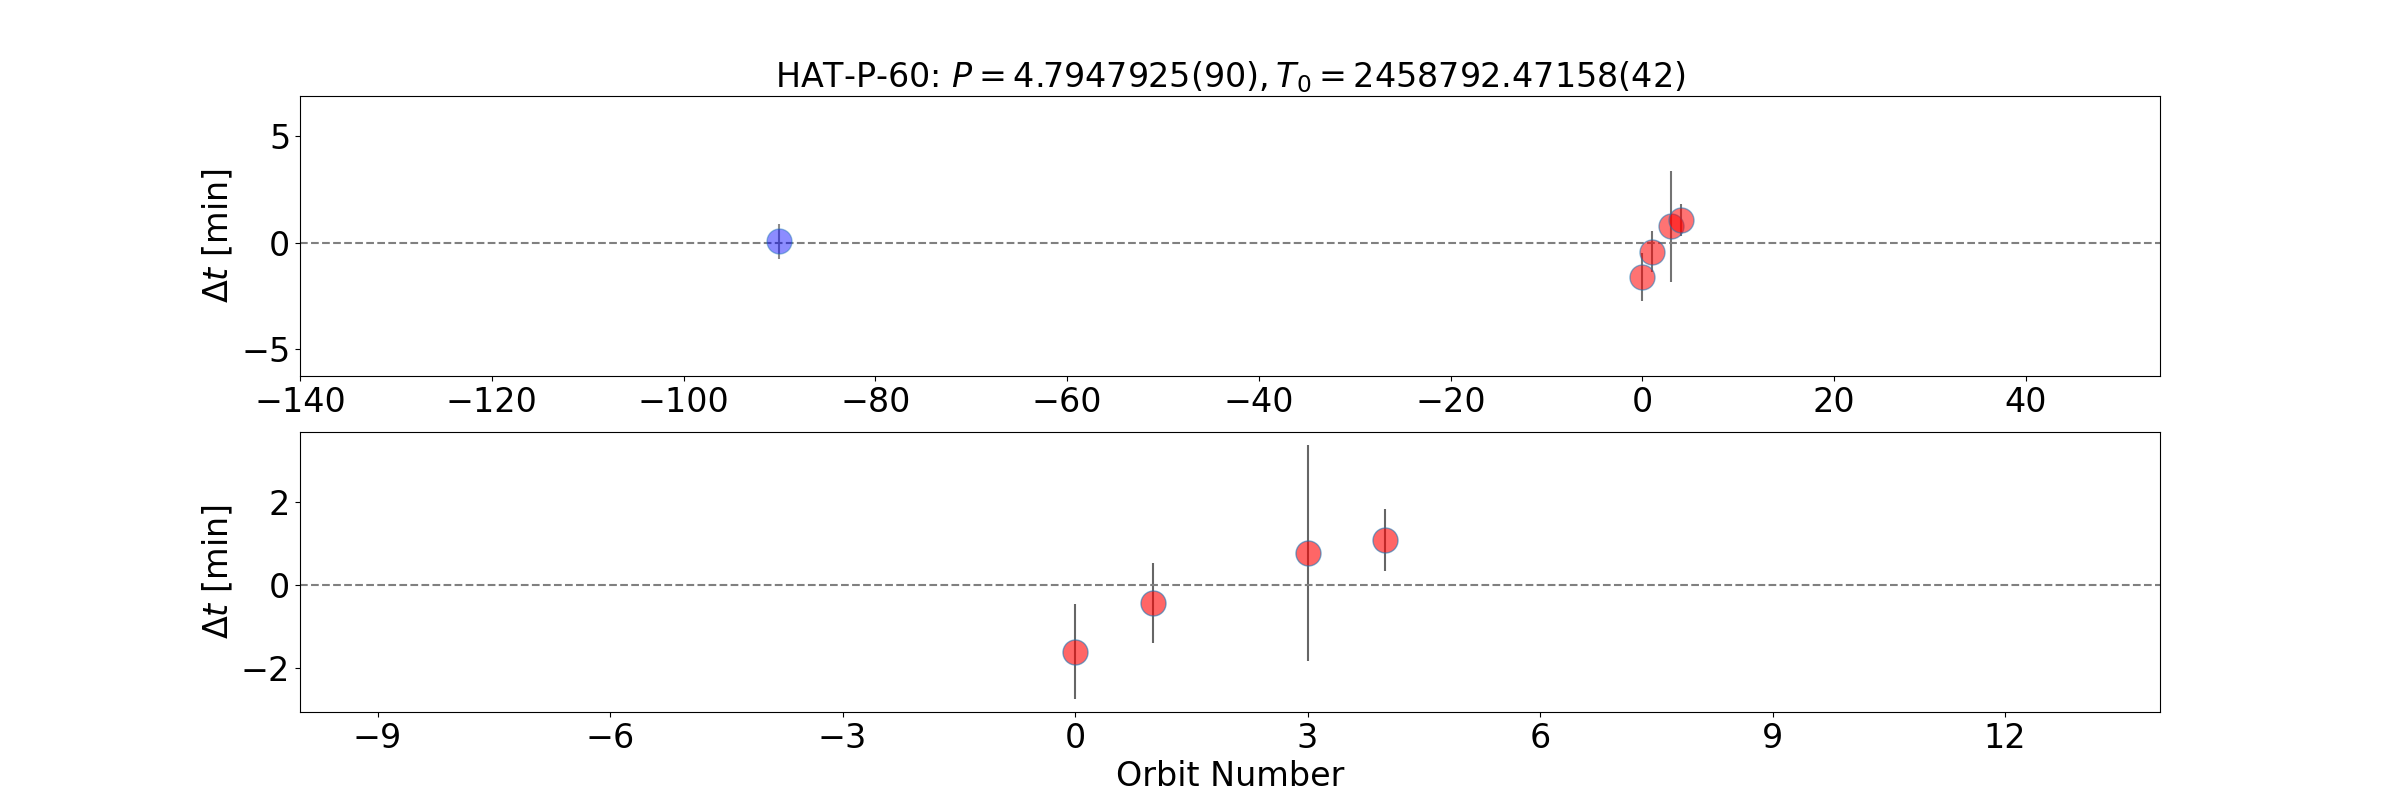 HAT-P-60: P = 4.7947925(90), T₀ = 2458792.47158(42)
Δt [min]
5
0
−5
−140 −120 −100 −80 −60 −40 −20 0 20 40
Δt [min]
2
0
−2
−9 −6 −3 0 3 6 9 12
Orbit Number